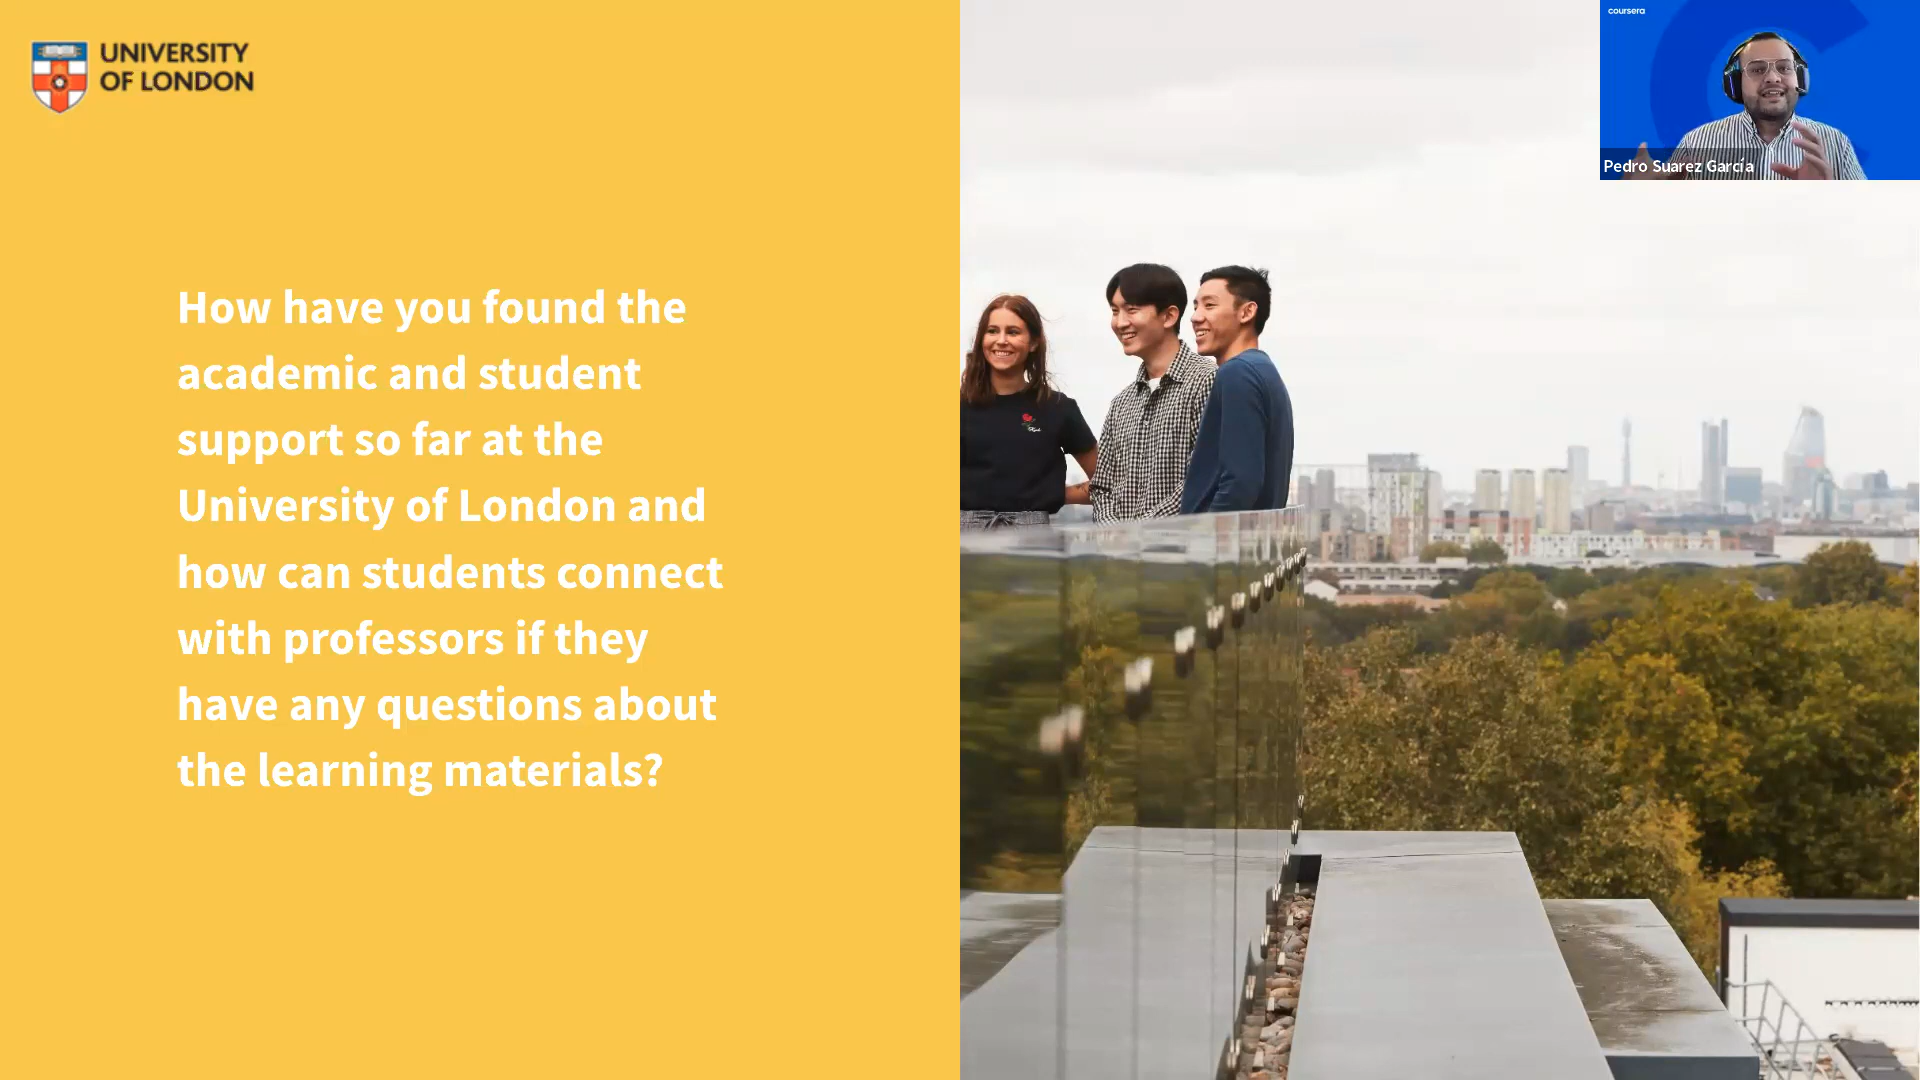 UNIVERSITY
OF LONDON
coursera
Pedro Suarez García
How have you found the
academic and student
support so far at the
University of London and
how can students connect
with professors if they
have any questions about
the learning materials?